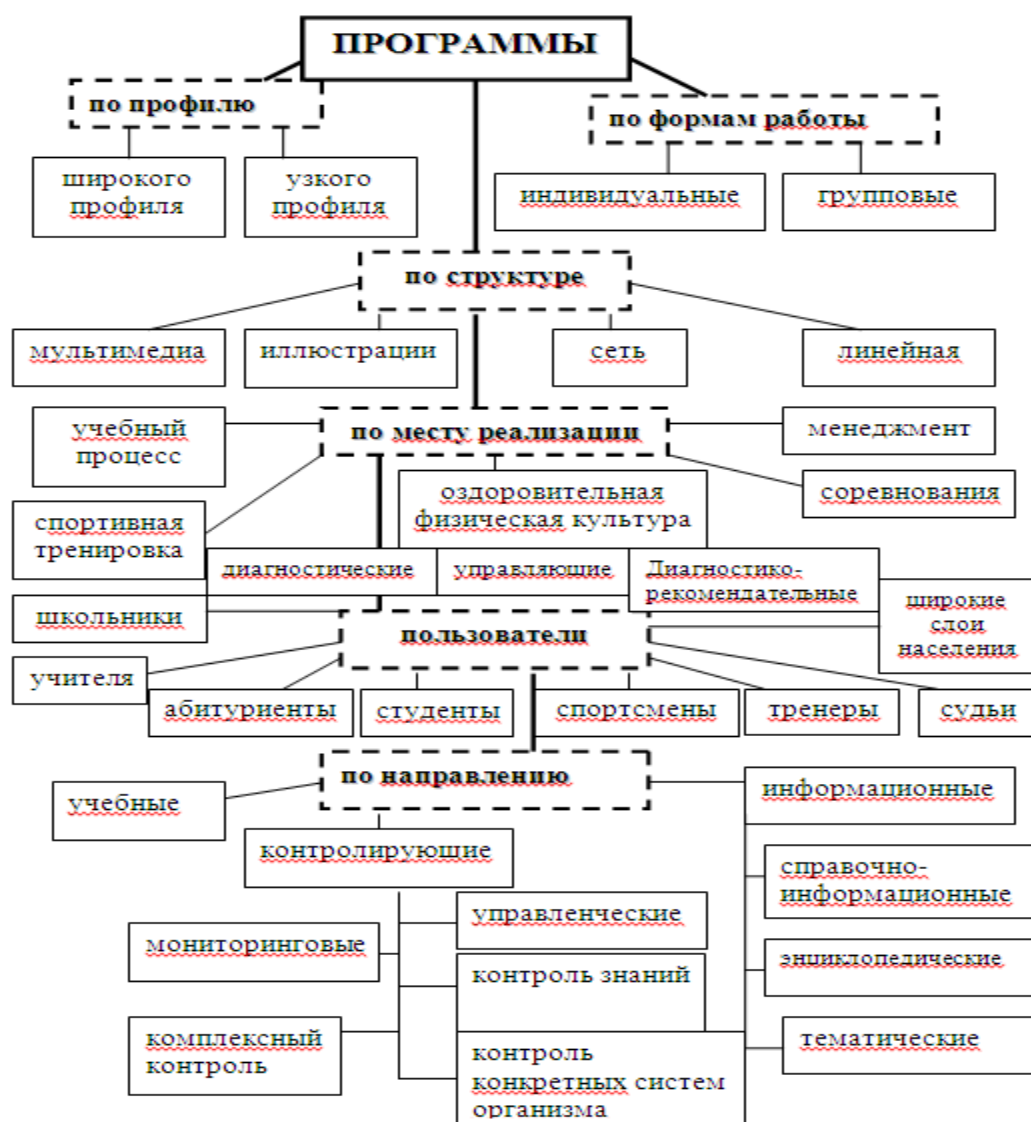 ПРОГРАММЫ
по профилю
по формам работы
широкого
профиля
узкого
профиля
индивидуальные
групповые
по структуре
мультимедиа
иллюстрации
сеть
линейная
учебный
процесс
по месту реализации
менеджмент
спортивная
тренировка
оздоровительная
физическая культура
соревнования
диагностические
управляющие
Диагностико-
рекомендательные
широкие
слои
населения
школьники
пользователи
учителя
абитуриенты
студенты
спортсмены
тренеры
судьи
по направлению
учебные
информационные
контролирующие
справочно-
информационные
управленческие
мониторинговые
энциклопедические
контроль знаний
тематические
комплексный
контроль
контроль
конкретных систем
организма